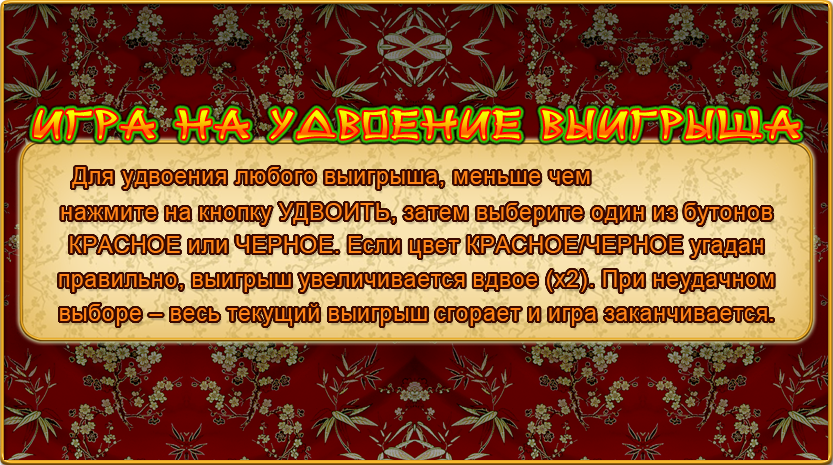 ИГРА НА УДВОЕНИЕ ВЫИГРЫША
Для удвоения любого выигрыша, меньше чем
нажмите на кнопку УДВОИТЬ, затем выберите один из бутонов
КРАСНОЕ или ЧЕРНОЕ. Если цвет КРАСНОЕ/ЧЕРНОЕ угадан
правильно, выигрыш увеличивается вдвое (x2). При неудачном
выборе – весь текущий выигрыш сгорает и игра заканчивается.